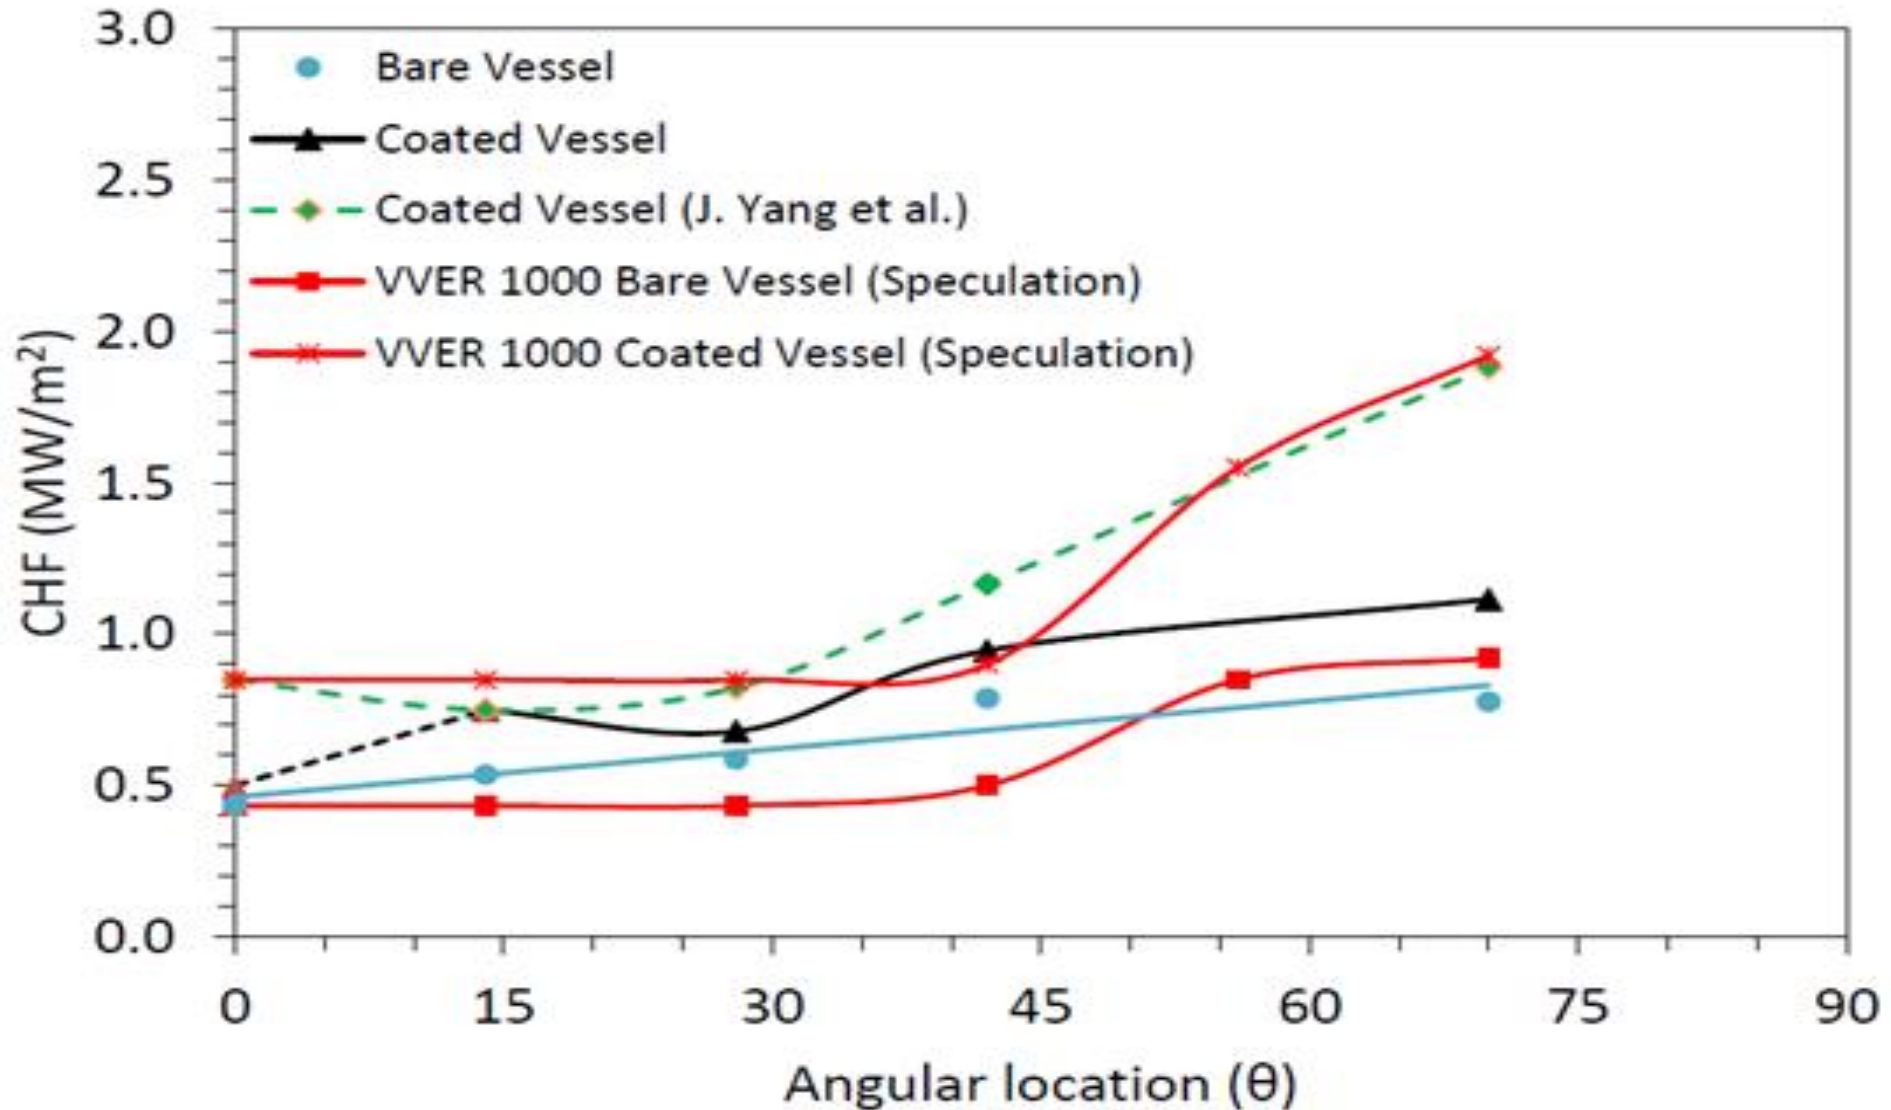 3.0
2.5
2.0
1.5
1.0
0.5
0.0
CHF (MW/m²)
Bare Vessel
Coated Vessel
Coated Vessel (J. Yang et al.)
VVER 1000 Bare Vessel (Speculation)
VVER 1000 Coated Vessel (Speculation)
0 15 30 45 60 75 90
Angular location (θ)